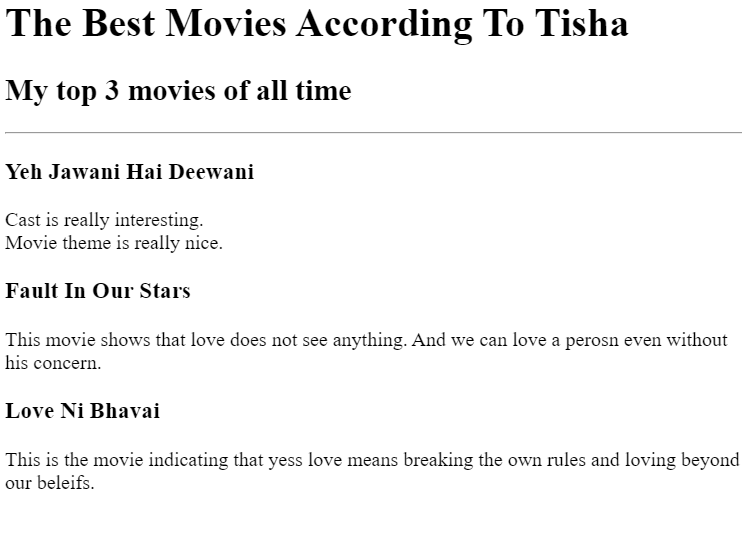 The Best Movies According To Tisha
My top 3 movies of all time
Yeh Jawani Hai Deewani
Cast is really interesting.
Movie theme is really nice.
Fault In Our Stars
This movie shows that love does not see anything. And we can love a perosn even without
his concern.
Love Ni Bhavai
This is the movie indicating that yess love means breaking the own rules and loving beyond
our beleifs.